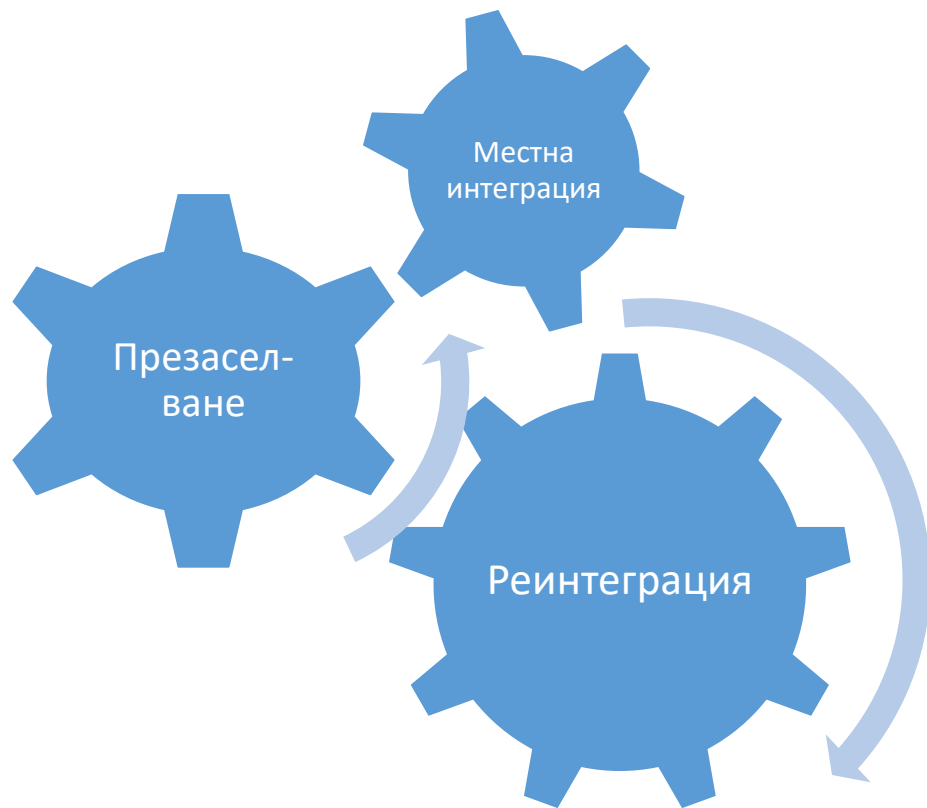 Местна
интеграция
Презасел-
ване
Реинтеграция